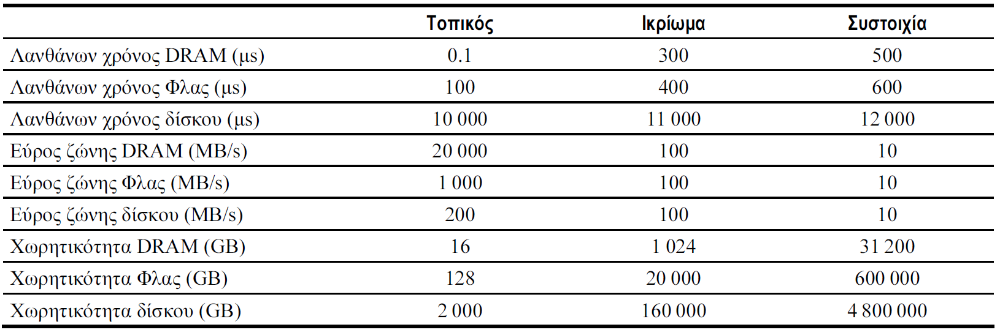 Τοπικός Ικρίωμα Συστοιχία
Λανθάνων χρόνος DRAM (μs) 0.1 300 500
Λανθάνων χρόνος Φλας (μs) 100 400 600
Λανθάνων χρόνος δίσκου (μs) 10 000 11 000 12 000
Εύρος ζώνης DRAM (MB/s) 20 000 100 10
Εύρος ζώνης Φλας (MB/s) 1 000 100 10
Εύρος ζώνης δίσκου (MB/s) 200 100 10
Χωρητικότητα DRAM (GB) 16 1 024 31 200
Χωρητικότητα Φλας (GB) 128 20 000 600 000
Χωρητικότητα δίσκου (GB) 2 000 160 000 4 800 000